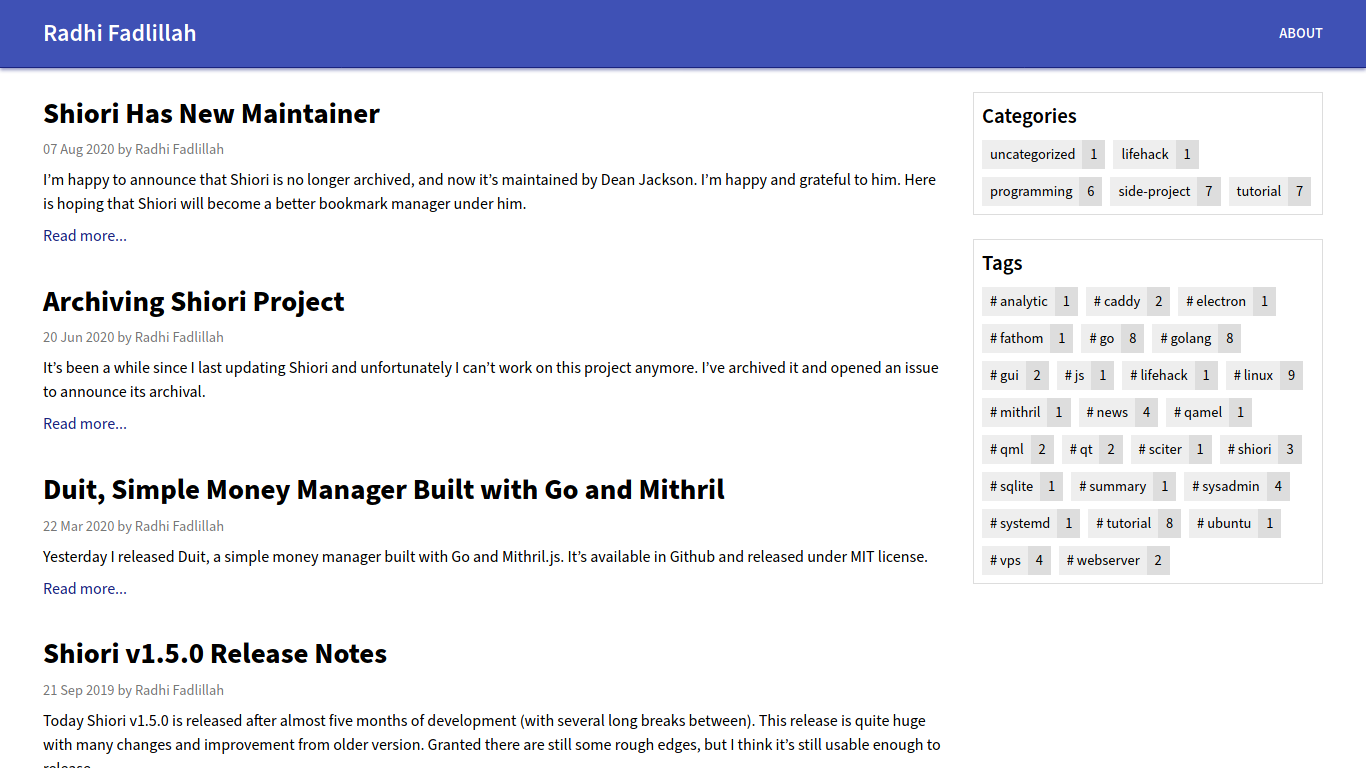 Radhi Fadlillah
ABOUT
Shiori Has New Maintainer
07 Aug 2020 by Radhi Fadlillah
I’m happy to announce that Shiori is no longer archived, and now it’s maintained by Dean Jackson. I’m happy and grateful to him. Here
is hoping that Shiori will become a better bookmark manager under him.
Read more...
Archiving Shiori Project
20 Jun 2020 by Radhi Fadlillah
It’s been a while since I last updating Shiori and unfortunately I can’t work on this project anymore. I’ve archived it and opened an issue
to announce its archival.
Read more...
Duit, Simple Money Manager Built with Go and Mithril
22 Mar 2020 by Radhi Fadlillah
Yesterday I released Duit, a simple money manager built with Go and Mithril.js. It’s available in Github and released under MIT license.
Read more...
Shiori v1.5.0 Release Notes
21 Sep 2019 by Radhi Fadlillah
Today Shiori v1.5.0 is released after almost five months of development (with several long breaks between). This release is quite huge
with many changes and improvement from older version. Granted there are still some rough edges, but I think it’s still usable enough to
release.
Categories
uncategorized 1 lifehack 1
programming 6 side-project 7 tutorial 7
Tags
# analytic 1 # caddy 2 # electron 1
# fathom 1 # go 8 # golang 8
# gui 2 # js 1 # lifehack 1 # linux 9
# mithril 1 # news 4 # qamel 1
# qml 2 # qt 2 # sciter 1 # shiori 3
# sqlite 1 # summary 1 # sysadmin 4
# systemd 1 # tutorial 8 # ubuntu 1
# vps 4 # webserver 2